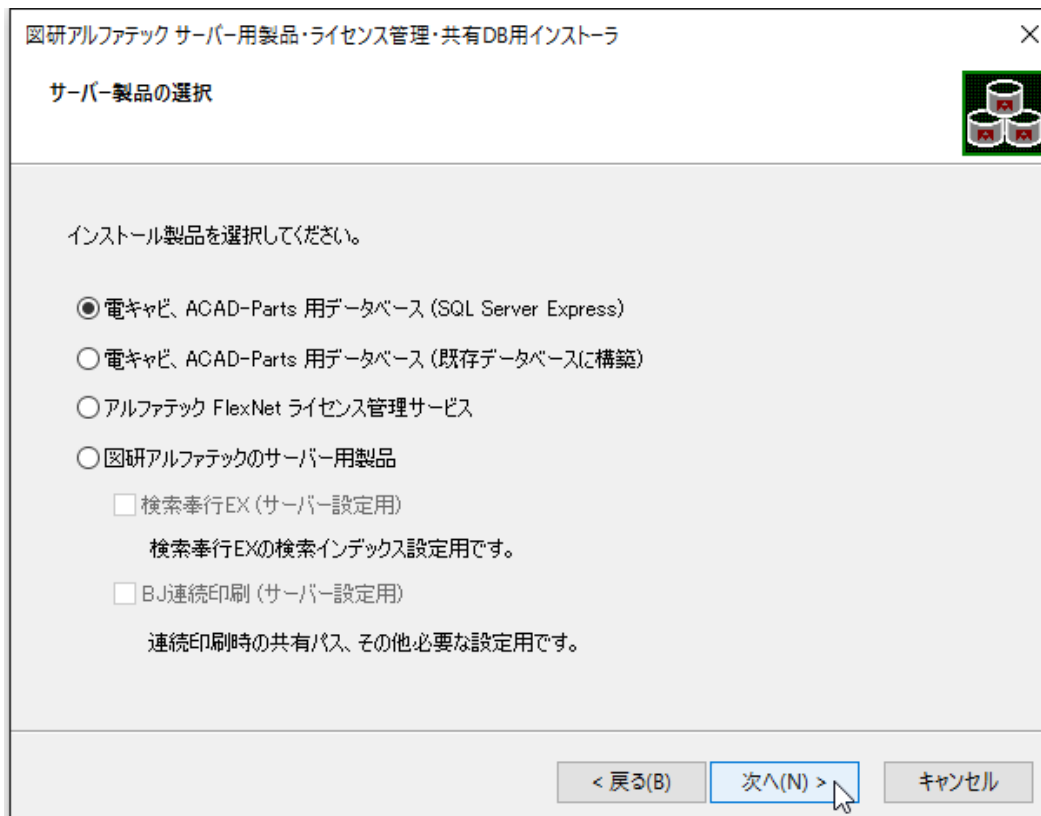 図研アルファテック サーバー用製品・ライセンス管理・共有DB用インストーラ
サーバー製品の選択
インストール製品を選択してください。
電キャビ、ACAD-Parts 用データベース (SQL Server Express)
電キャビ、ACAD-Parts 用データベース (既存データベースに構築)
アルファテック FlexNet ライセンス管理サービス
図研アルファテックのサーバー用製品
検索奉行EX (サーバー設定用)
検索奉行EXの検索インデックス設定用です。
BJ連続印刷 (サーバー設定用)
連続印刷時の共有パス、その他必要な設定用です。
< 戻る(B) 次へ(N) > キャンセル